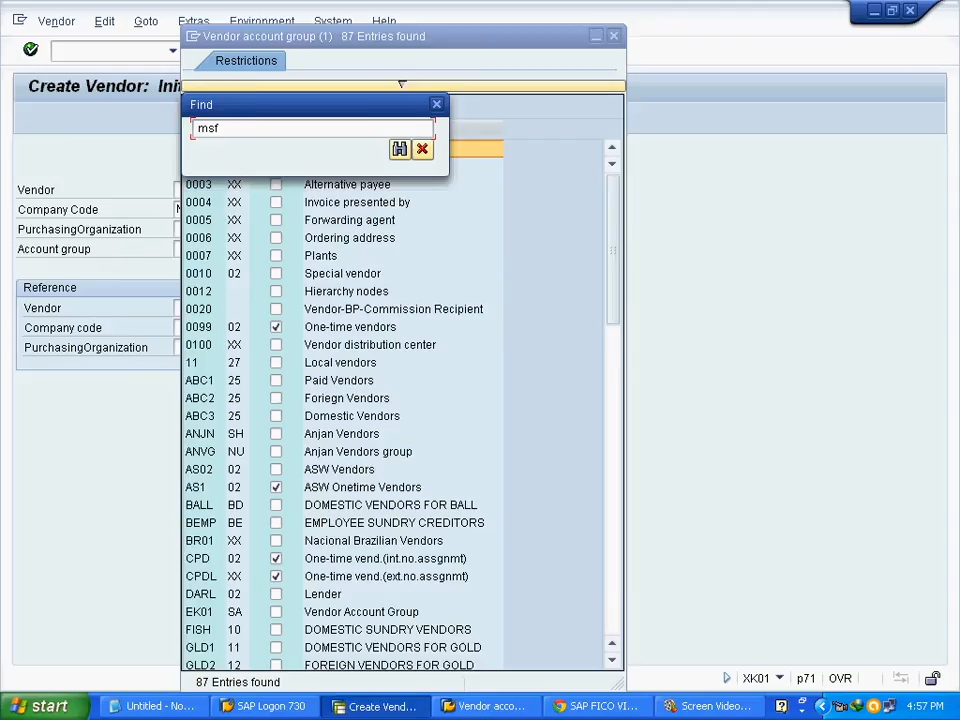 Vendor Edit Goto Extras Environment System Help
Vendor account group (1) 87 Entries found
Restrictions
Create Vendor: Ini
Find
msf
Vendor
Company Code
PurchasingOrganization
Account group
Reference
Vendor
Company code
PurchasingOrganization
0003 XX Alternative payee
0004 XX Invoice presented by
0005 XX Forwarding agent
0006 XX Ordering address
0007 XX Plants
0010 02 Special vendor
0012 Hierarchy nodes
0020 Vendor-BP-Commission Recipient
0099 02 One-time vendors
0100 XX Vendor distribution center
11 27 Local vendors
ABC1 25 Paid Vendors
ABC2 25 Foriegn Vendors
ABC3 25 Domestic Vendors
ANJN SH Anjan Vendors
ANVG NU Anjan Vendors group
AS02 02 ASW Vendors
AS1 02 ASW Onetime Vendors
BALL BD DOMESTIC VENDORS FOR BALL
BEMP BE EMPLOYEE SUNDRY CREDITORS
BR01 XX Nacional Brazilian Vendors
CPD 02 One-time vend.(int.no.assgnmt)
CPDL XX One-time vend.(ext.no.assgnmt)
DARL 02 Lender
EK01 SA Vendor Account Group
FISH 10 DOMESTIC SUNDRY VENDORS
GLD1 11 DOMESTIC VENDORS FOR GOLD
GLD2 12 FOREIGN VENDORS FOR GOLD
87 Entries found
XK01 p71 OVR
start Untitled - No... SAP Logon 730 Create Vend... Vendor acco... SAP FICO VI... Screen Video... 4:57 PM